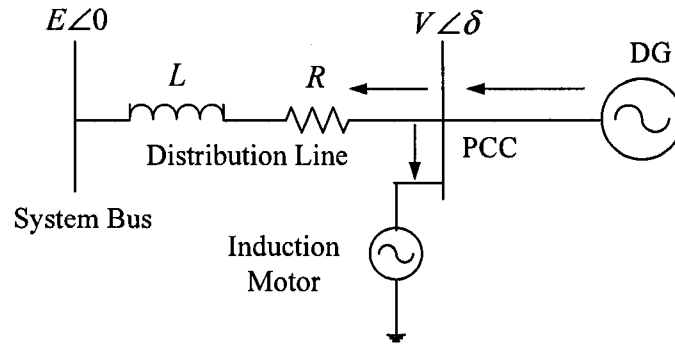 E∠0
V∠δ
DG
L
R
Distribution Line
PCC
System Bus
Induction
Motor